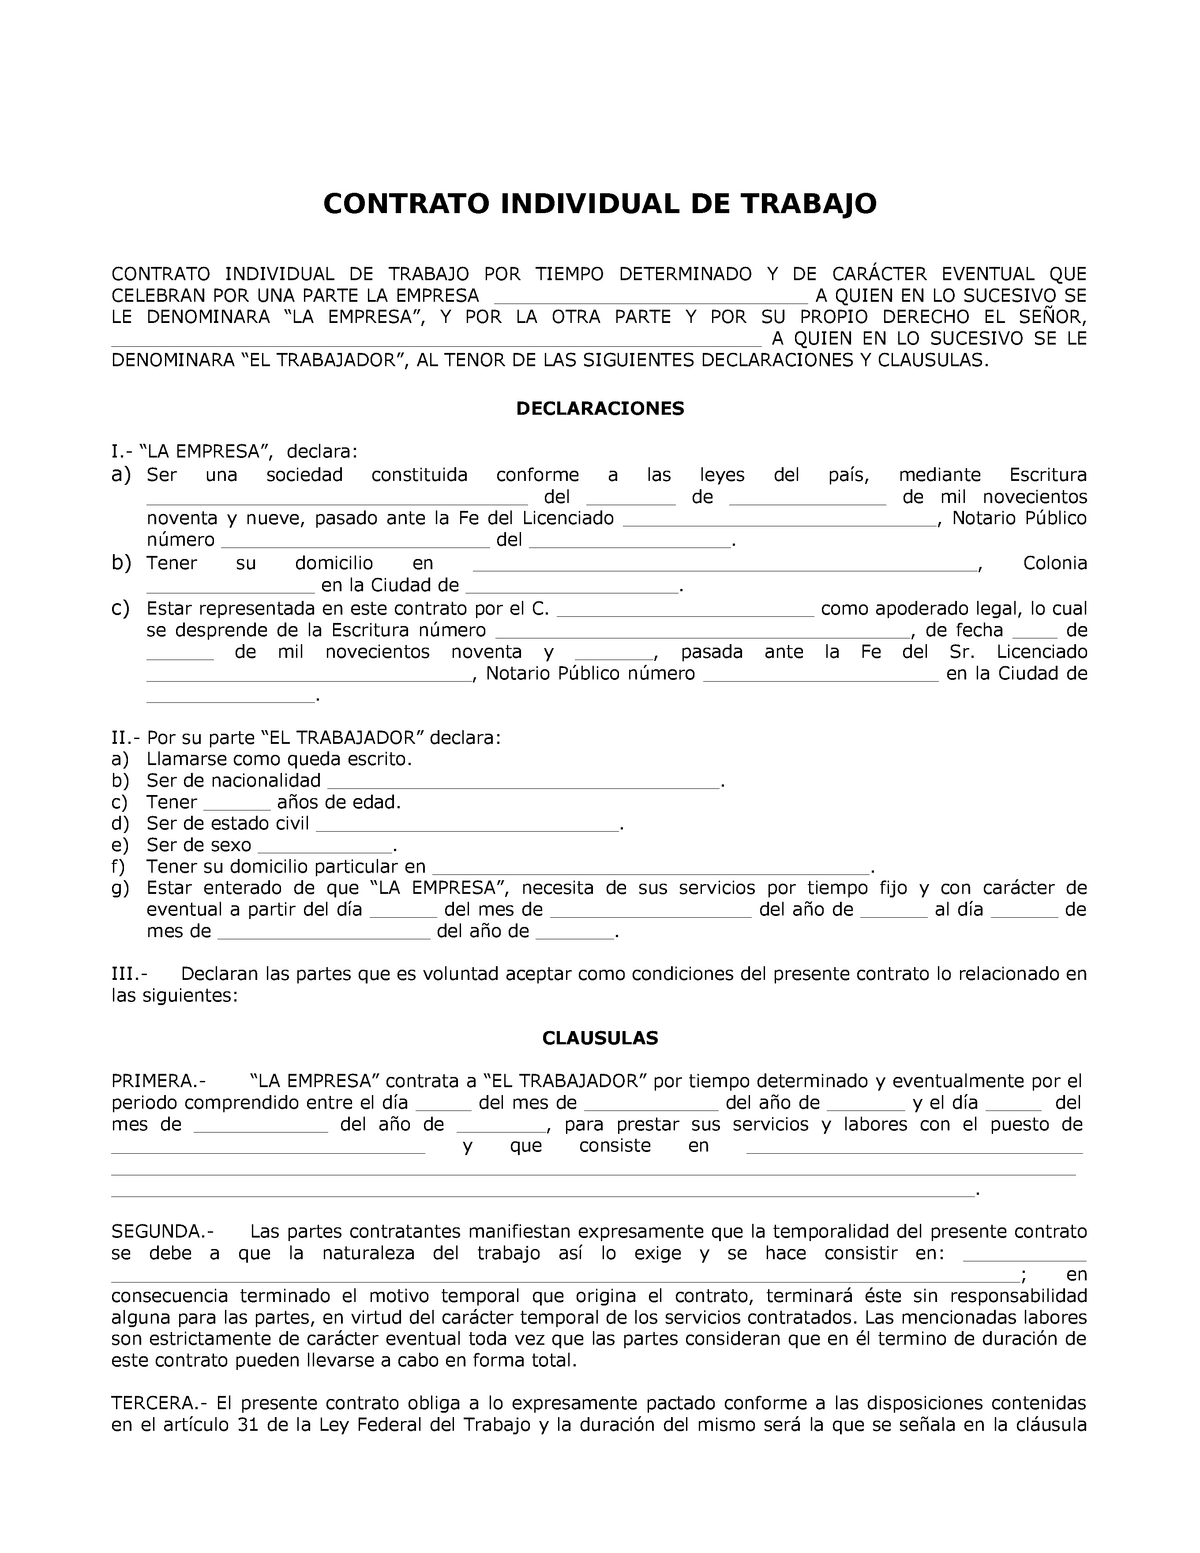 CONTRATO INDIVIDUAL DE TRABAJO
CONTRATO INDIVIDUAL DE TRABAJO POR TIEMPO DETERMINADO Y DE CARÁCTER EVENTUAL QUE
CELEBRAN POR UNA PARTE LA EMPRESA ____________________________ A QUIEN EN LO SUCESIVO SE
LE DENOMINARA “LA EMPRESA”, Y POR LA OTRA PARTE Y POR SU PROPIO DERECHO EL SEÑOR,
__________________________________________________________ A QUIEN EN LO SUCESIVO SE LE
DENOMINARA “EL TRABAJADOR”, AL TENOR DE LAS SIGUIENTES DECLARACIONES Y CLAUSULAS.
DECLARACIONES
I.- “LA EMPRESA”, declara:
a) Ser una sociedad constituida conforme a las leyes del país, mediante Escritura
__________________________________ del ________ de ______________ de mil novecientos
noventa y nueve, pasado ante la Fe del Licenciado ____________________________, Notario Público
número ________________________ del __________________.
b) Tener su domicilio en _____________________________________________, Colonia
_______________ en la Ciudad de ___________________.
c) Estar representada en este contrato por el C. _______________________ como apoderado legal, lo cual
se desprende de la Escritura número _____________________________________, de fecha ____ de
______ de mil novecientos noventa y _______, pasada ante la Fe del Sr. Licenciado
_____________________________, Notario Público número _____________________ en la Ciudad de
_______________.
II.- Por su parte “EL TRABAJADOR” declara:
a) Llamarse como queda escrito.
b) Ser de nacionalidad ___________________________________.
c) Tener ______ años de edad.
d) Ser de estado civil ___________________________.
e) Ser de sexo ____________.
f) Tener su domicilio particular en _______________________________________.
g) Estar enterado de que “LA EMPRESA”, necesita de sus servicios por tiempo fijo y con carácter de
eventual a partir del día ______ del mes de __________________ del año de ______ al día ______ de
mes de ___________________ del año de _______.
III.- Declaran las partes que es voluntad aceptar como condiciones del presente contrato lo relacionado en
las siguientes:
CLAUSULAS
PRIMERA.- “LA EMPRESA” contrata a “EL TRABAJADOR” por tiempo determinado y eventualmente por el
periodo comprendido entre el día _____ del mes de ____________ del año de _______ y el día _____ del
mes de ____________ del año de ________, para prestar sus servicios y labores con el puesto de
____________________________ y que consiste en ______________________________
______________________________________________________________________________________
_____________________________________________________________________________.
SEGUNDA.- Las partes contratantes manifiestan expresamente que la temporalidad del presente contrato
se debe a que la naturaleza del trabajo así lo exige y se hace consistir en: ___________
_________________________________________________________________________________; en
consecuencia terminado el motivo temporal que origina el contrato, terminará éste sin responsabilidad
alguna para las partes, en virtud del carácter temporal de los servicios contratados. Las mencionadas labores
son estrictamente de carácter eventual toda vez que las partes consideran que en él termino de duración de
este contrato pueden llevarse a cabo en forma total.
TERCERA.- El presente contrato obliga a lo expresamente pactado conforme a las disposiciones contenidas
en el artículo 31 de la Ley Federal del Trabajo y la duración del mismo será la que se señala en la cláusula